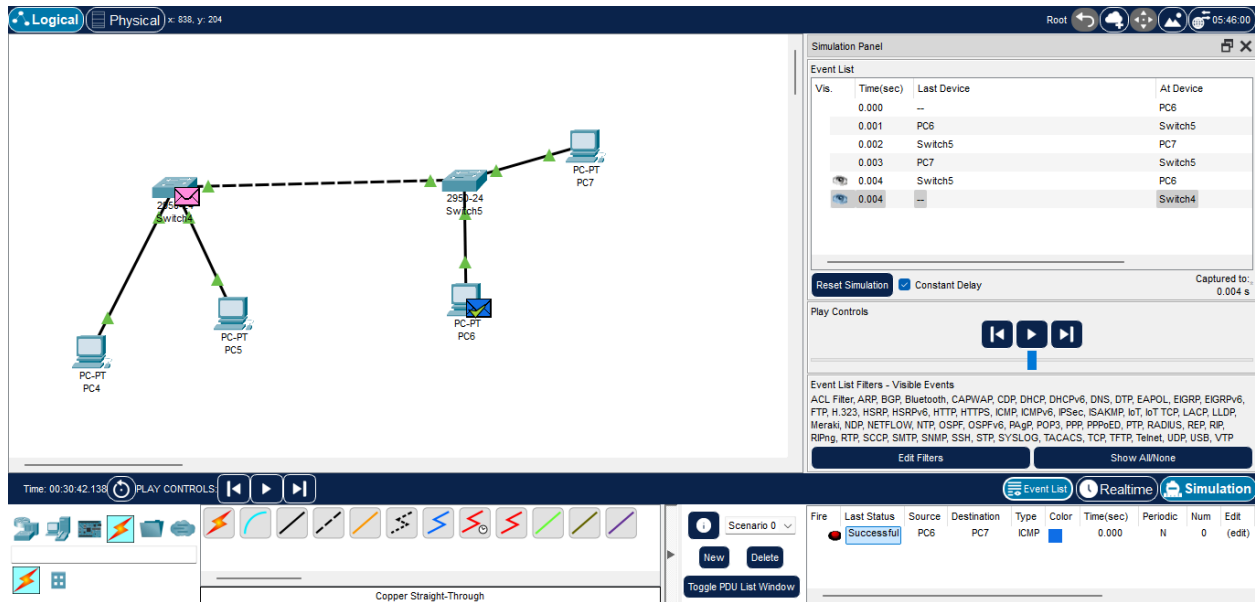 Logical
Physical
x: 838, y: 204
Root
05:46:00
PC-PT
PC7
Switch4
2950-24
Switch5
PC-PT
PC5
PC-PT
PC6
PC-PT
PC4
Simulation Panel
Event List
Vis. Time(sec) Last Device At Device
0.000 -- PC6
0.001 PC6 Switch5
0.002 Switch5 PC7
0.003 PC7 Switch5
0.004 Switch5 PC6
0.004 -- Switch4
Reset Simulation
Constant Delay
Captured to:
0.004 s
Play Controls
Event List Filters - Visible Events
ACL Filter, ARP, BGP, Bluetooth, CAPWAP, CDP, DHCP, DHCPv6, DNS, DTP, EAPOL, EIGRP, EIGRPv6,
FTP, H.323, HSRP, HSRPv6, HTTP, HTTPS, ICMP, ICMPv6, IPSec, ISAKMP, IoT, IoT TCP, LACP, LLDP,
Meraki, NDP, NETFLOW, NTP, OSPF, OSPFv6, PAgP, POP3, PPP, PPPoED, PTP, RADIUS, REP, RIP,
RIPng, RTP, SCCP, SMTP, SNMP, SSH, STP, SYSLOG, TACACS, TCP, TFTP, Telnet, UDP, USB, VTP
Edit Filters
Show All/None
Time: 00:30:42.138
PLAY CONTROLS:
Event List
Realtime
Simulation
Copper Straight-Through
Scenario 0
New
Delete
Toggle PDU List Window
Fire Last Status Source Destination Type Color Time(sec) Periodic Num Edit
Successful PC6 PC7 ICMP 0.000 N 0 (edit)